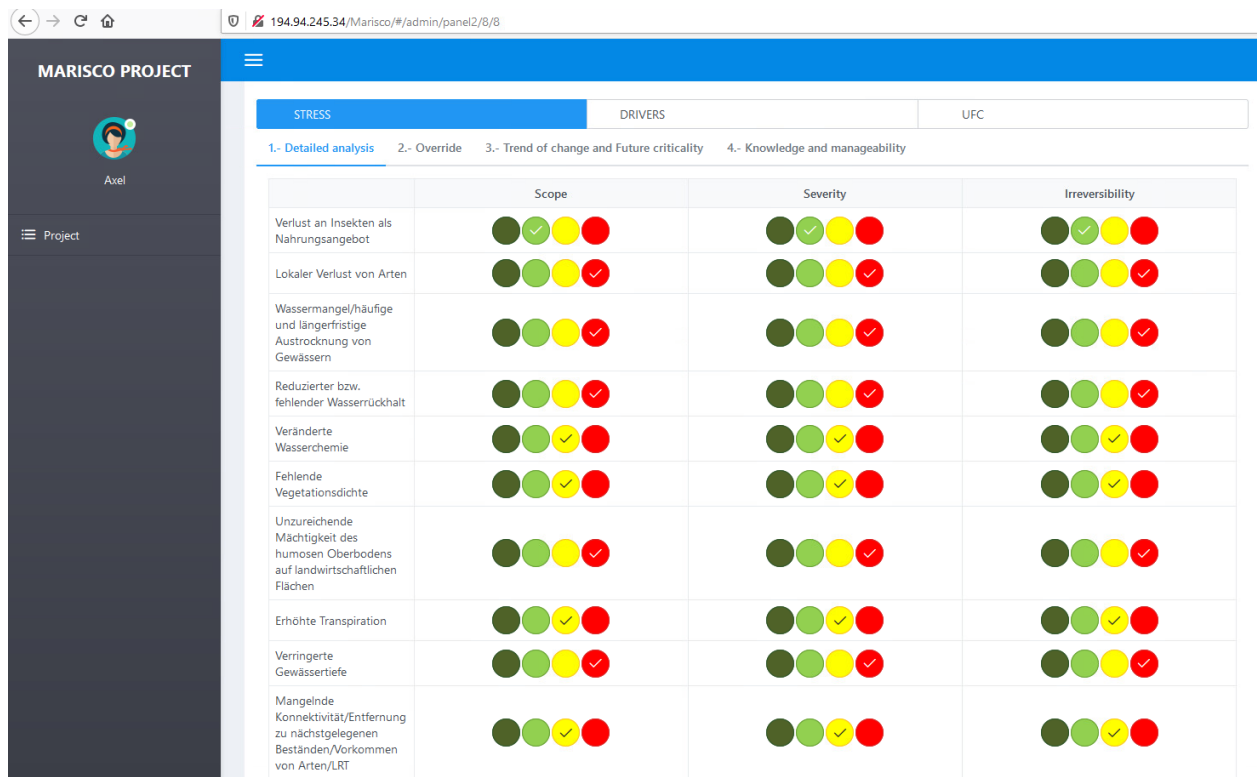 194.94.245.34/Marisco/#/admin/panel2/8/8
MARISCO PROJECT
Axel
Project
STRESS DRIVERS UFC
1.- Detailed analysis 2.- Override 3.- Trend of change and Future criticality 4.- Knowledge and manageability
Scope Severity Irreversibility
Verlust an Insekten als
Nahrungsangebot
Lokaler Verlust von Arten
Wassermangel/häufige
und längerfristige
Austrocknung von
Gewässern
Reduzierter bzw.
fehlender Wasserrückhalt
Veränderte
Wasserchemie
Fehlende
Vegetationsdichte
Unzureichende
Mächtigkeit des
humosen Oberbodens
auf landwirtschaftlichen
Flächen
Erhöhte Transpiration
Verringerte
Gewässertiefe
Mangelnde
Konnektivität/Entfernung
zu nächstgelegenen
Beständen/Vorkommen
von Arten/LRT